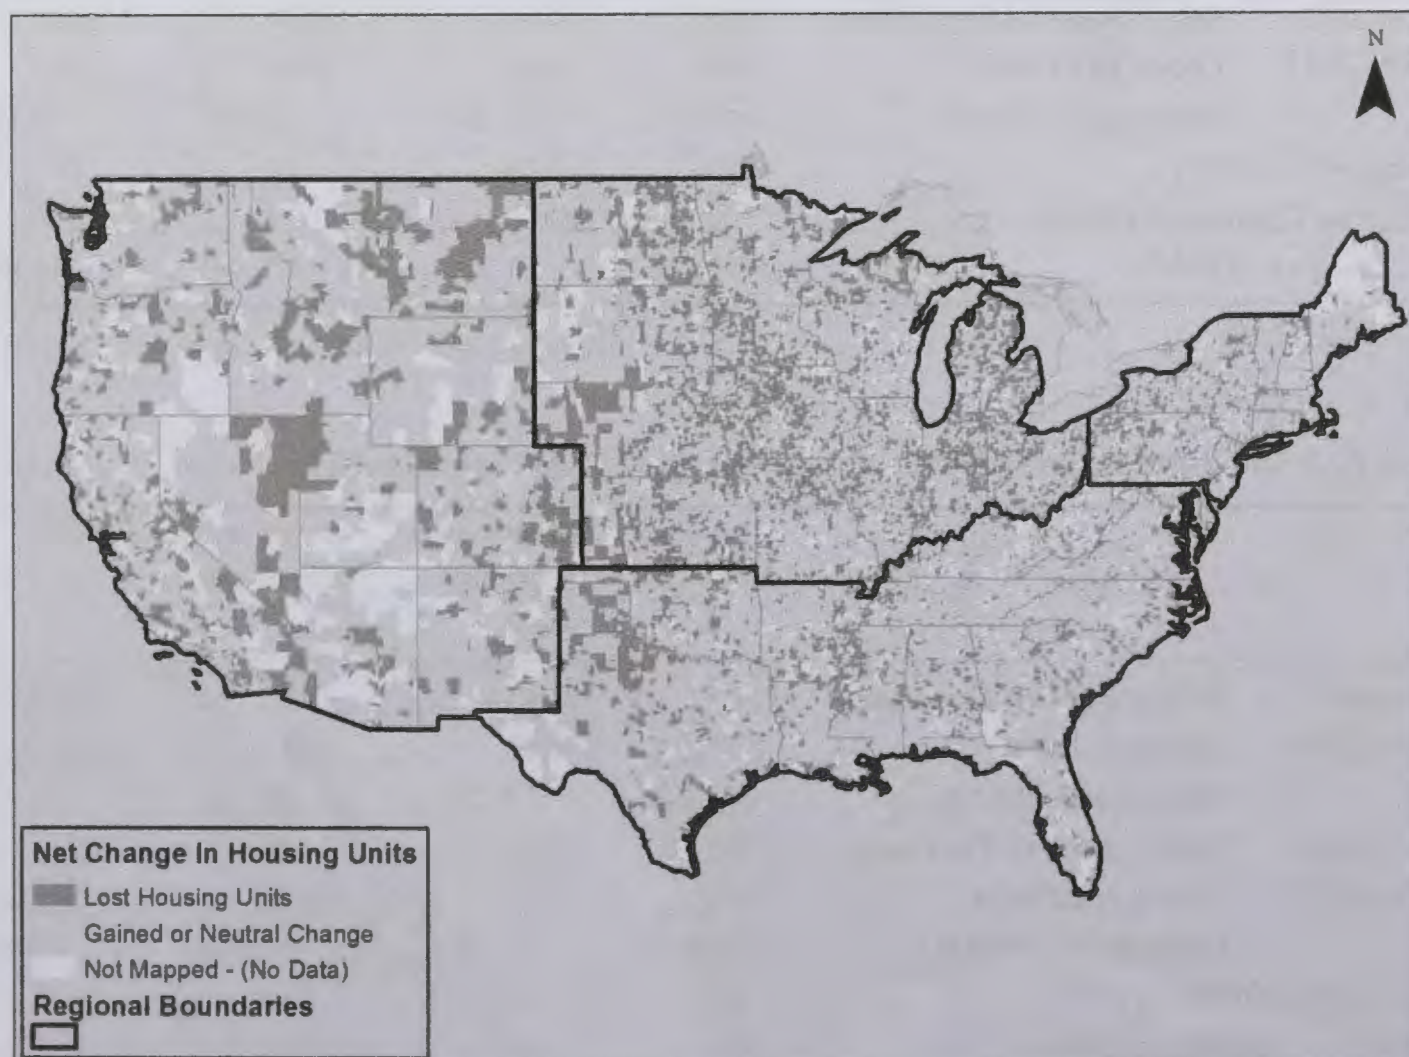 N
Net Change In Housing Units
Lost Housing Units
Gained or Neutral Change
Not Mapped - (No Data)
Regional Boundaries